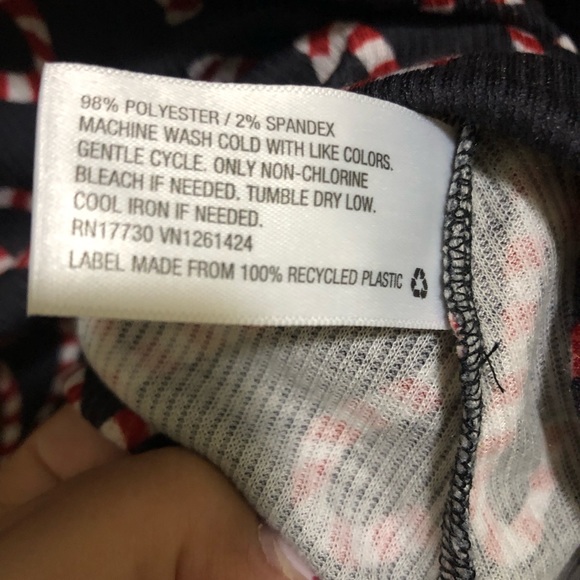 98% POLYESTER / 2% SPANDEX
MACHINE WASH COLD WITH LIKE COLORS.
GENTLE CYCLE. ONLY NON-CHLORINE
BLEACH IF NEEDED. TUMBLE DRY LOW.
COOL IRON IF NEEDED.
RN17730 VN1261424
LABEL MADE FROM 100% RECYCLED PLASTIC